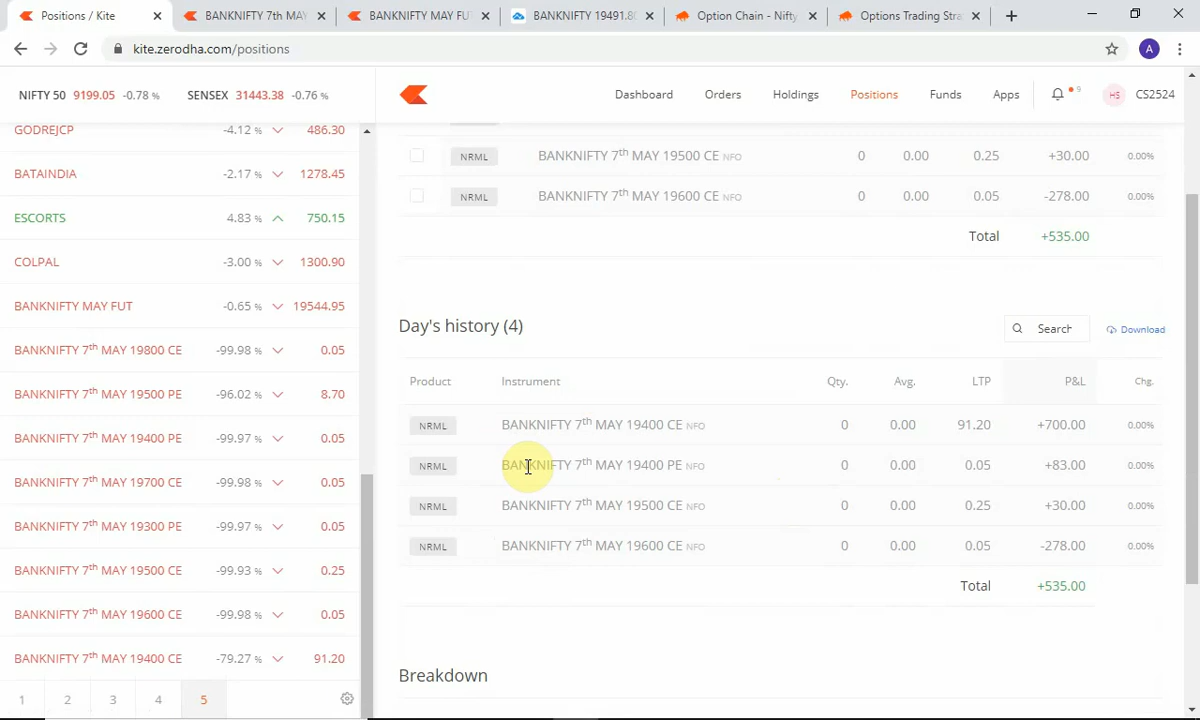 Positions / Kite
BANKNIFTY 7th MAY
BANKNIFTY MAY FU
BANKNIFTY 19491.80
Option Chain - Nifty
Options Trading Stra
kite.zerodha.com/positions
A
NIFTY 50 9199.05 -0.78 %
SENSEX 31443.38 -0.76 %
Dashboard
Orders
Holdings
Positions
Funds
Apps
9
HS
CS2524
GODREJCP -4.12 % 486.30
BATAINDIA -2.17 % 1278.45
ESCORTS 4.83 % 750.15
COLPAL -3.00 % 1300.90
BANKNIFTY MAY FUT -0.65 % 19544.95
BANKNIFTY 7th MAY 19800 CE -99.98 % 0.05
BANKNIFTY 7th MAY 19500 PE -96.02 % 8.70
BANKNIFTY 7th MAY 19400 PE -99.97 % 0.05
BANKNIFTY 7th MAY 19700 CE -99.98 % 0.05
BANKNIFTY 7th MAY 19300 PE -99.97 % 0.05
BANKNIFTY 7th MAY 19500 CE -99.93 % 0.25
BANKNIFTY 7th MAY 19600 CE -99.98 % 0.05
BANKNIFTY 7th MAY 19400 CE -79.27 % 91.20
1 2 3 4 5
NRML BANKNIFTY 7th MAY 19500 CE NFO 0 0.00 0.25 +30.00 0.00%
NRML BANKNIFTY 7th MAY 19600 CE NFO 0 0.00 0.05 -278.00 0.00%
Total +535.00
Day's history (4)
Search
Download
Product Instrument Qty. Avg. LTP P&L Chg.
NRML BANKNIFTY 7th MAY 19400 CE NFO 0 0.00 91.20 +700.00 0.00%
NRML BANKNIFTY 7th MAY 19400 PE NFO 0 0.00 0.05 +83.00 0.00%
NRML BANKNIFTY 7th MAY 19500 CE NFO 0 0.00 0.25 +30.00 0.00%
NRML BANKNIFTY 7th MAY 19600 CE NFO 0 0.00 0.05 -278.00 0.00%
Total +535.00
Breakdown